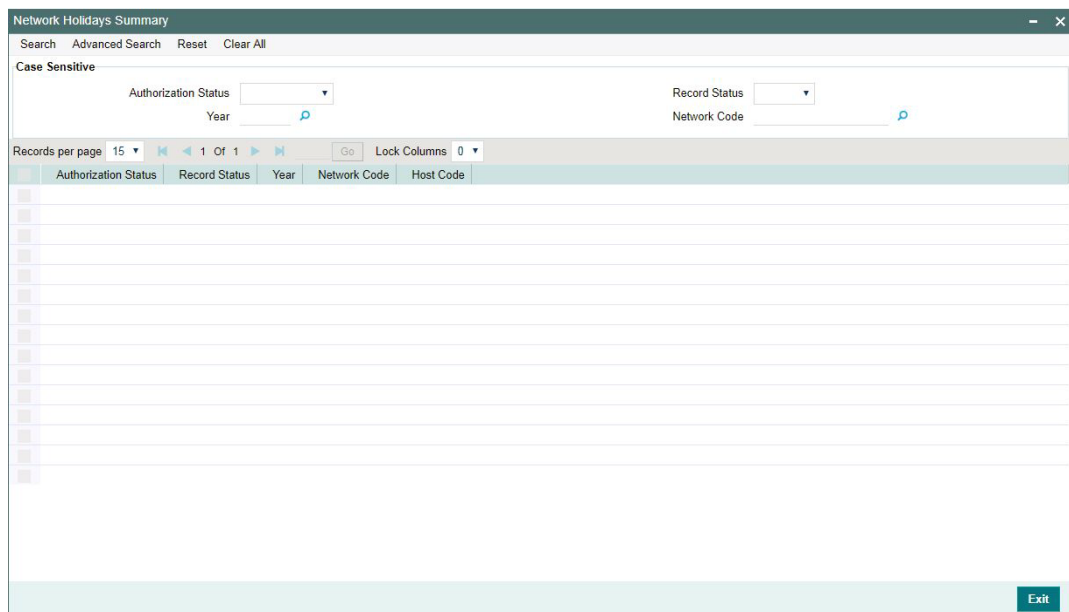 Network Holidays Summary
Search Advanced Search Reset Clear All
Case Sensitive
Authorization Status Record Status
Year Network Code
Records per page 15 1 Of 1 Go Lock Columns 0
Authorization Status Record Status Year Network Code Host Code
Exit